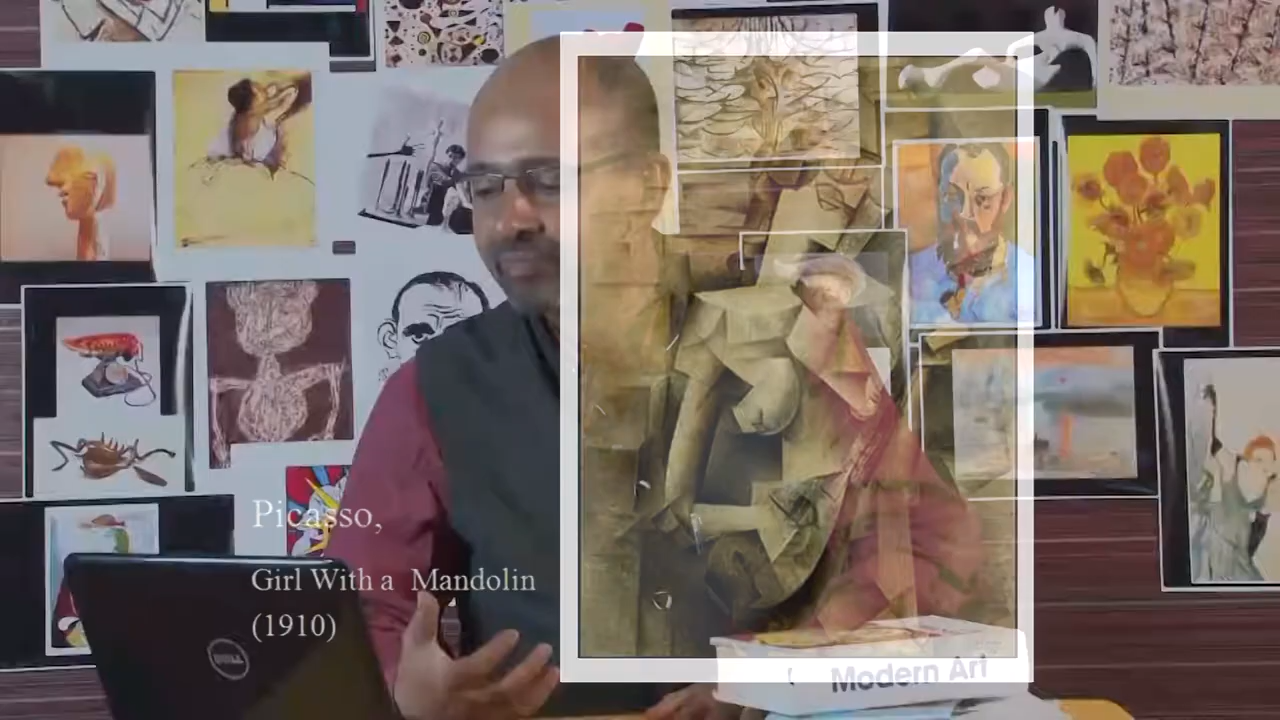 Picasso,
Girl With a Mandolin
(1910)
DELL
Modern Art